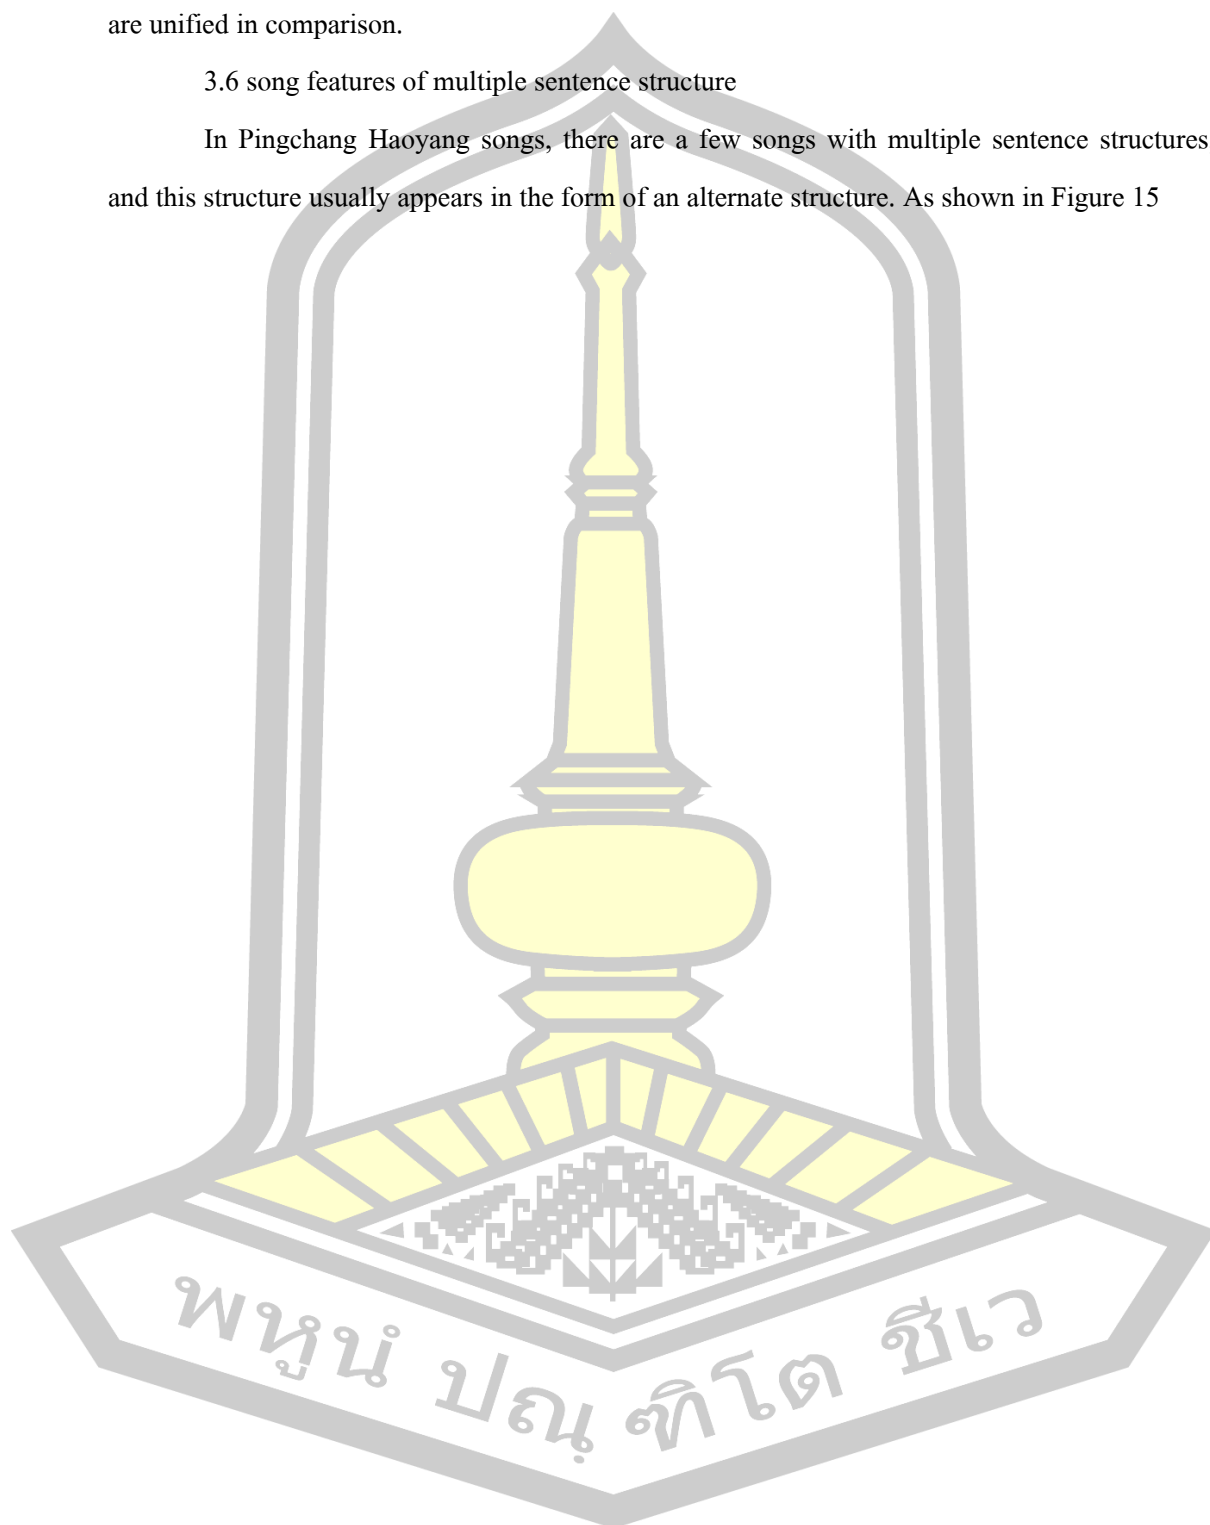 are unified in comparison.
3.6 song features of multiple sentence structure
In Pingchang Haoyang songs, there are a few songs with multiple sentence structures
and this structure usually appears in the form of an alternate structure. As shown in Figure 15
พหูนํ ปณฺฑิโต ชีเว